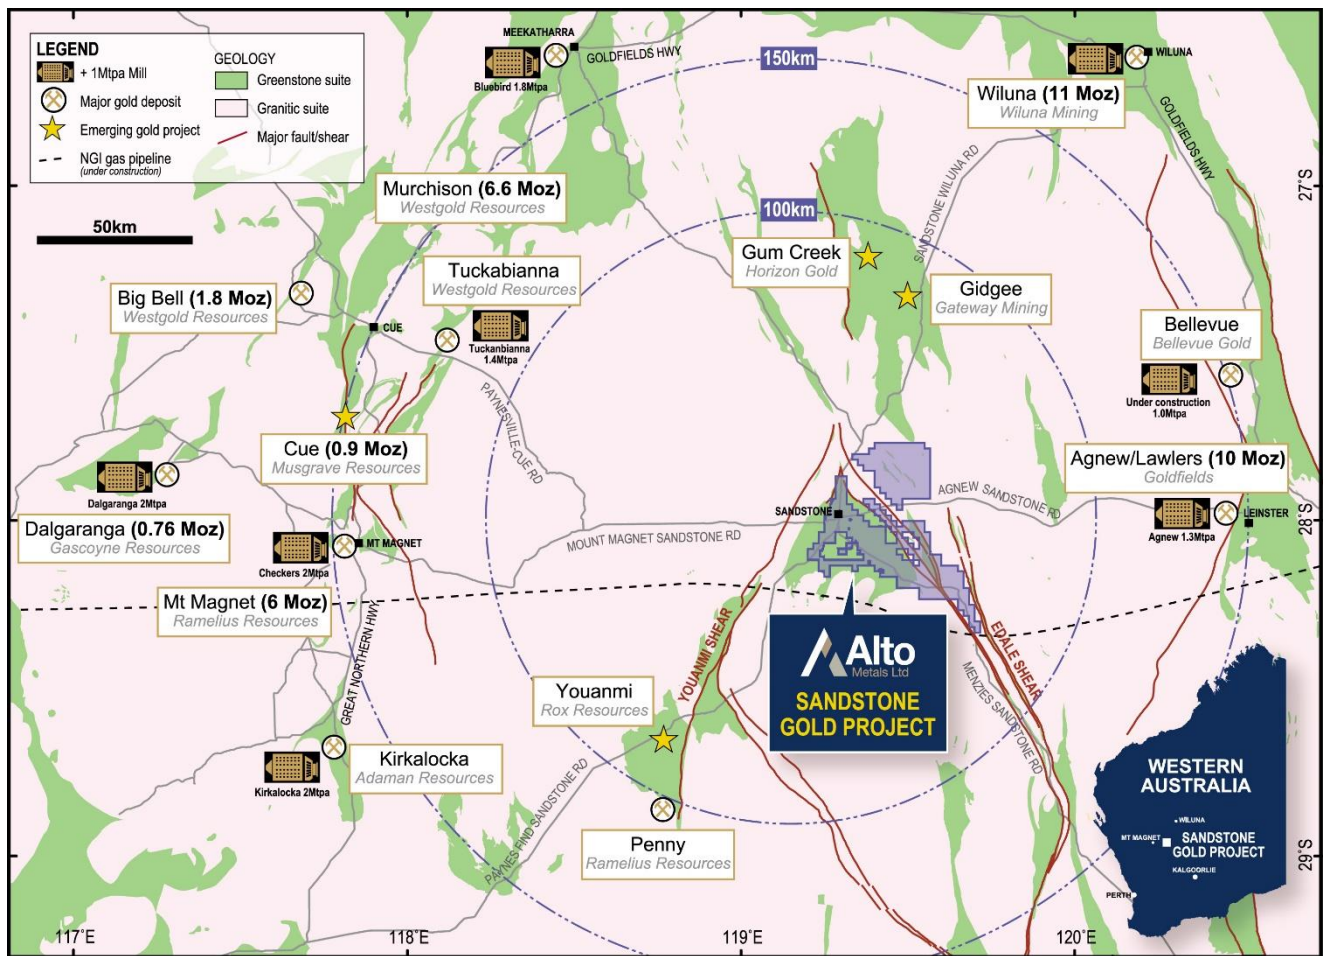 LEGEND
+ 1Mtpa Mill
Major gold deposit
Emerging gold project
NGI gas pipeline
(under construction)
GEOLOGY
Greenstone suite
Granitic suite
Major fault/shear
50km
MEEKATHARRA
Bluebird 1.8Mtpa
GOLDFIELDS HWY
150km
WILUNA
Wiluna (11 Moz)
Wiluna Mining
GOLDFIELDS HWY
27°S
Murchison (6.6 Moz)
Westgold Resources
100km
SANDSTONE WILUNA RD
Gum Creek
Horizon Gold
Tuckabianna
Westgold Resources
Big Bell (1.8 Moz)
Westgold Resources
Gidgee
Gateway Mining
CUE
Tuckanbianna
1.4Mtpa
Bellevue
Bellevue Gold
Under construction
1.0Mtpa
PAYNESVILLE-CUE RD
Cue (0.9 Moz)
Musgrave Resources
Agnew/Lawlers (10 Moz)
Goldfields
Dalgaranga 2Mtpa
Dalgaranga (0.76 Moz)
Gascoyne Resources
AGNEW SANDSTONE RD
SANDSTONE
LEINSTER
Agnew 1.3Mtpa
28°S
MOUNT MAGNET SANDSTONE RD
MT MAGNET
Checkers 2Mtpa
Mt Magnet (6 Moz)
Ramelius Resources
GREAT NORTHERN HWY
YOUANMI SHEAR
EDALE SHEAR
MENZIES SANDSTONE RD
Alto
Metals Ltd
SANDSTONE
GOLD PROJECT
Youanmi
Rox Resources
Kirkalocka
Adaman Resources
Kirkalocka 2Mtpa
PAYNES FIND SANDSTONE RD
Penny
Ramelius Resources
WESTERN
AUSTRALIA
WILUNA
MT MAGNET
SANDSTONE
GOLD PROJECT
KALGOORLIE
PERTH
29°S
117°E
118°E
119°E
120°E